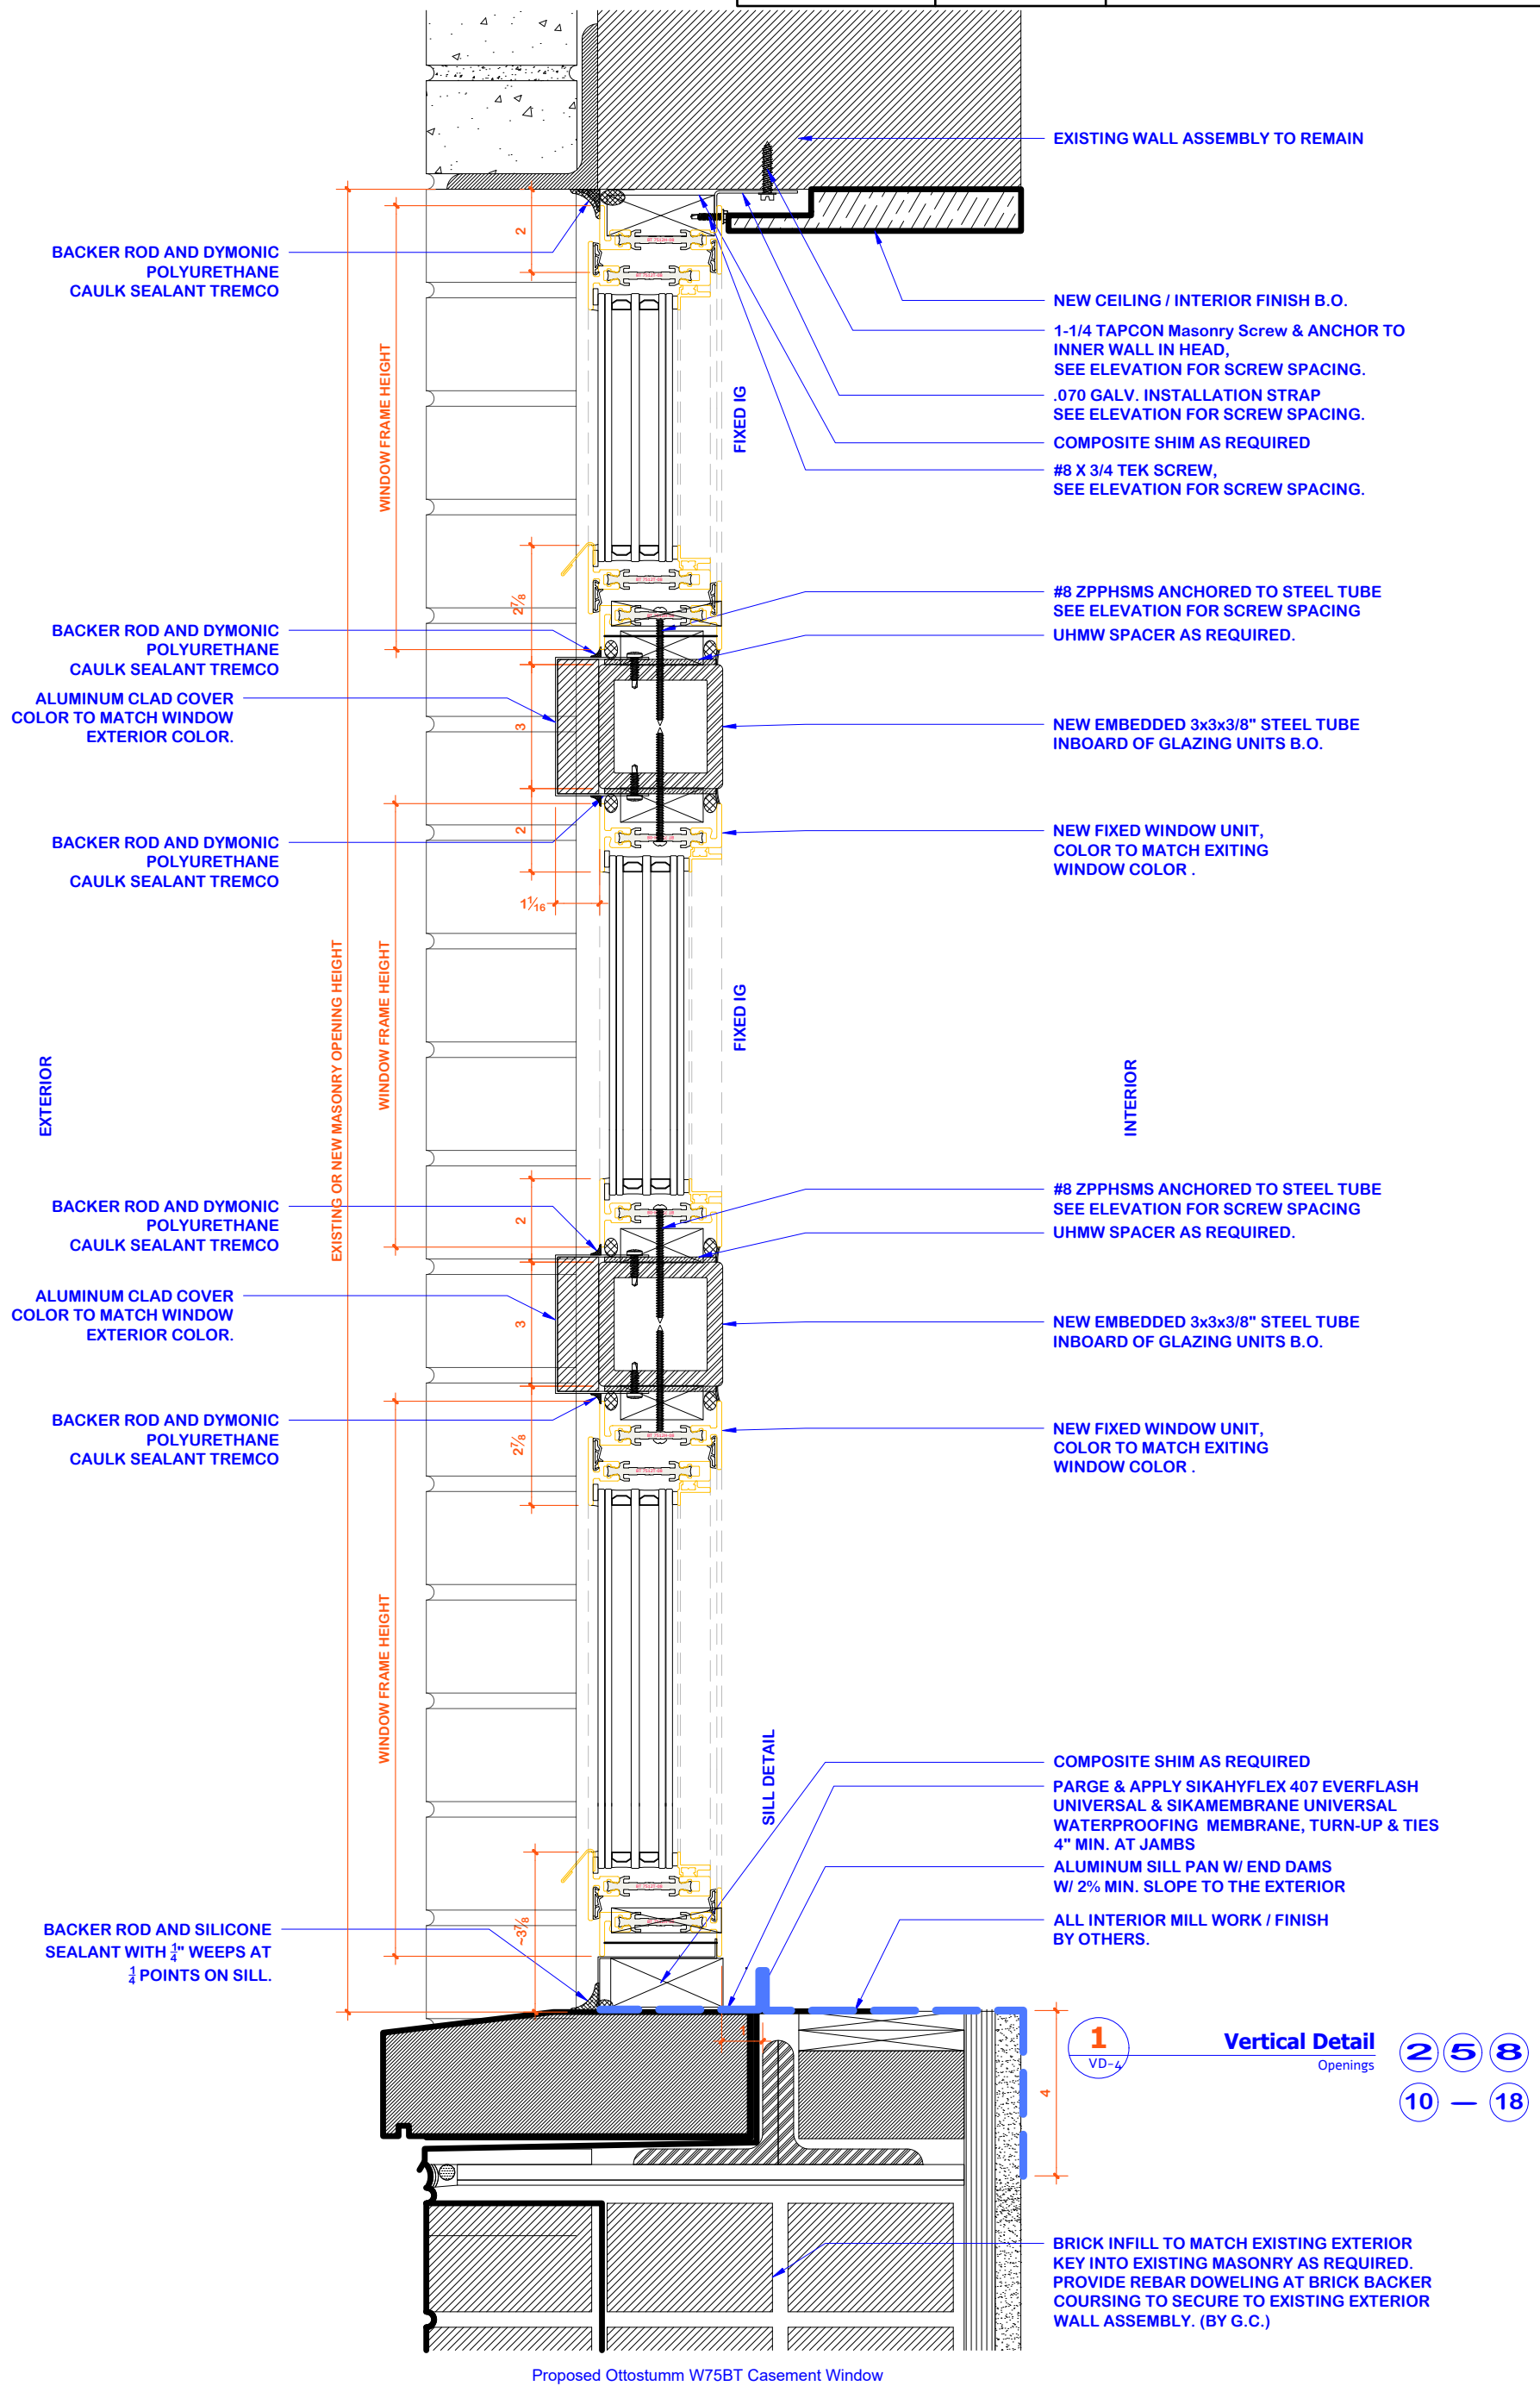 EXISTING WALL ASSEMBLY TO REMAIN
BACKER ROD AND DYMONIC
POLYURETHANE
CAULK SEALANT TREMCO
2
NEW CEILING / INTERIOR FINISH B.O.
1-1/4 TAPCON Masonry Screw & ANCHOR TO
INNER WALL IN HEAD,
SEE ELEVATION FOR SCREW SPACING.
.070 GALV. INSTALLATION STRAP
SEE ELEVATION FOR SCREW SPACING.
COMPOSITE SHIM AS REQUIRED
#8 X 3/4 TEK SCREW,
SEE ELEVATION FOR SCREW SPACING.
WINDOW FRAME HEIGHT
FIXED IG
2⅞
#8 ZPPHSMS ANCHORED TO STEEL TUBE
SEE ELEVATION FOR SCREW SPACING
UHMW SPACER AS REQUIRED.
BACKER ROD AND DYMONIC
POLYURETHANE
CAULK SEALANT TREMCO
ALUMINUM CLAD COVER
COLOR TO MATCH WINDOW
EXTERIOR COLOR.
3
NEW EMBEDDED 3x3x3/8" STEEL TUBE
INBOARD OF GLAZING UNITS B.O.
BACKER ROD AND DYMONIC
POLYURETHANE
CAULK SEALANT TREMCO
2
NEW FIXED WINDOW UNIT,
COLOR TO MATCH EXITING
WINDOW COLOR .
1 1/16
EXISTING OR NEW MASONRY OPENING HEIGHT
WINDOW FRAME HEIGHT
FIXED IG
EXTERIOR
INTERIOR
BACKER ROD AND DYMONIC
POLYURETHANE
CAULK SEALANT TREMCO
2
#8 ZPPHSMS ANCHORED TO STEEL TUBE
SEE ELEVATION FOR SCREW SPACING
UHMW SPACER AS REQUIRED.
ALUMINUM CLAD COVER
COLOR TO MATCH WINDOW
EXTERIOR COLOR.
3
NEW EMBEDDED 3x3x3/8" STEEL TUBE
INBOARD OF GLAZING UNITS B.O.
BACKER ROD AND DYMONIC
POLYURETHANE
CAULK SEALANT TREMCO
2⅞
NEW FIXED WINDOW UNIT,
COLOR TO MATCH EXITING
WINDOW COLOR .
WINDOW FRAME HEIGHT
SILL DETAIL
COMPOSITE SHIM AS REQUIRED
PARGE & APPLY SIKAHYFLEX 407 EVERFLASH
UNIVERSAL & SIKAMEMBRANE UNIVERSAL
WATERPROOFING MEMBRANE, TURN-UP & TIES
4" MIN. AT JAMBS
ALUMINUM SILL PAN W/ END DAMS
W/ 2% MIN. SLOPE TO THE EXTERIOR
ALL INTERIOR MILL WORK / FINISH
BY OTHERS.
BACKER ROD AND SILICONE
SEALANT WITH ¼" WEEPS AT
¼ POINTS ON SILL.
~3⅞
1
VD-4
Vertical Detail
Openings
2 5 8
10 — 18
4
BRICK INFILL TO MATCH EXISTING EXTERIOR
KEY INTO EXISTING MASONRY AS REQUIRED.
PROVIDE REBAR DOWELING AT BRICK BACKER
COURSING TO SECURE TO EXISTING EXTERIOR
WALL ASSEMBLY. (BY G.C.)
Proposed Ottostumm W75BT Casement Window